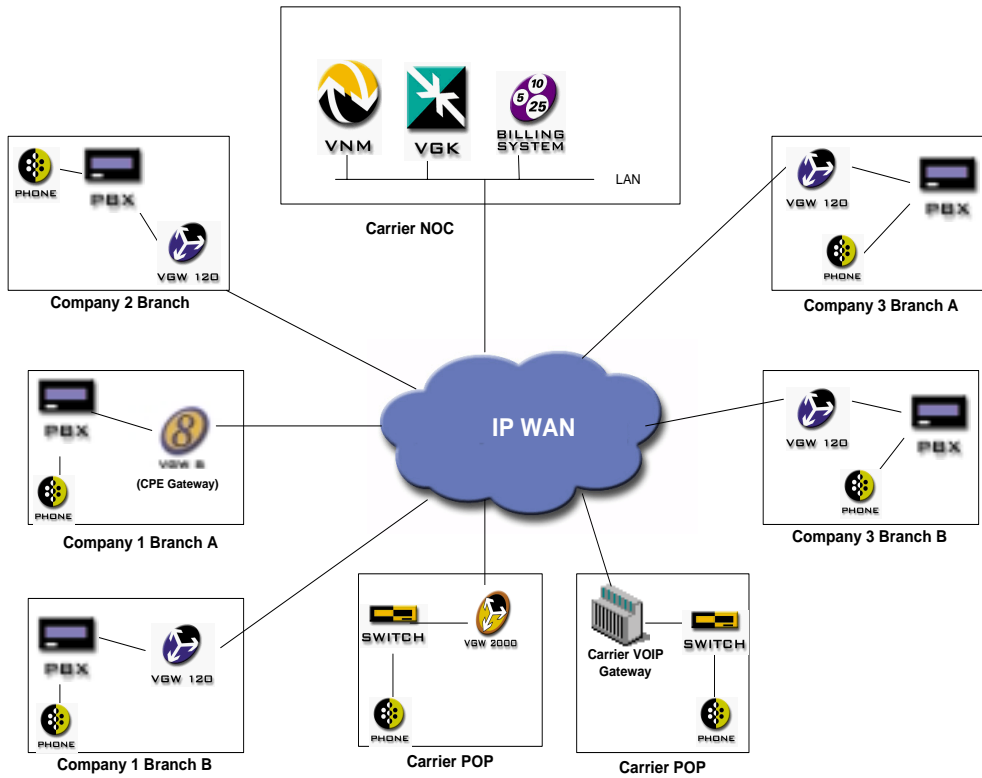 VNM
VGK
5
10
25
BILLING
SYSTEM
LAN
Carrier NOC
PHONE
PBX
VGW 120
Company 2 Branch
VGW 120
PBX
PHONE
Company 3 Branch A
PBX
8
VGW 8
(CPE Gateway)
PHONE
Company 1 Branch A
IP WAN
VGW 120
PBX
PHONE
Company 3 Branch B
PBX
VGW 120
PHONE
Company 1 Branch B
SWITCH
VGW 2000
PHONE
Carrier POP
Carrier VOIP
Gateway
SWITCH
PHONE
Carrier POP